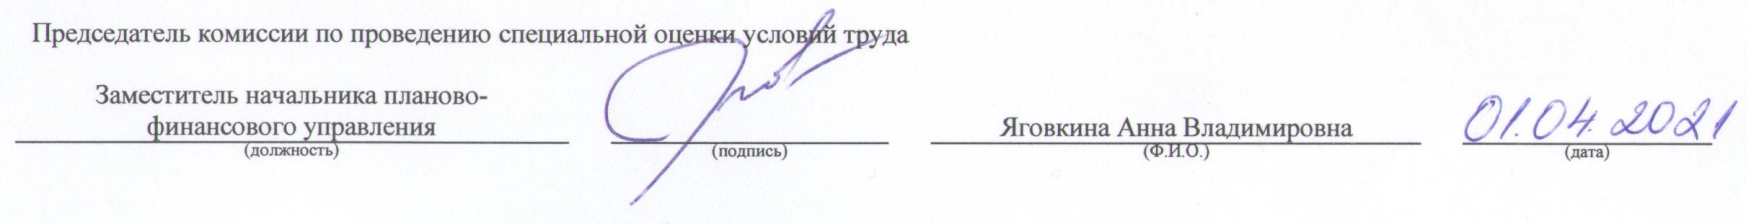 Председатель комиссии по проведению специальной оценки условий труда
Заместитель начальника планово-
финансового управления
Яговкина Анна Владимировна
01.04.2021
(должность)
(подпись)
(Ф.И.О.)
(дата)